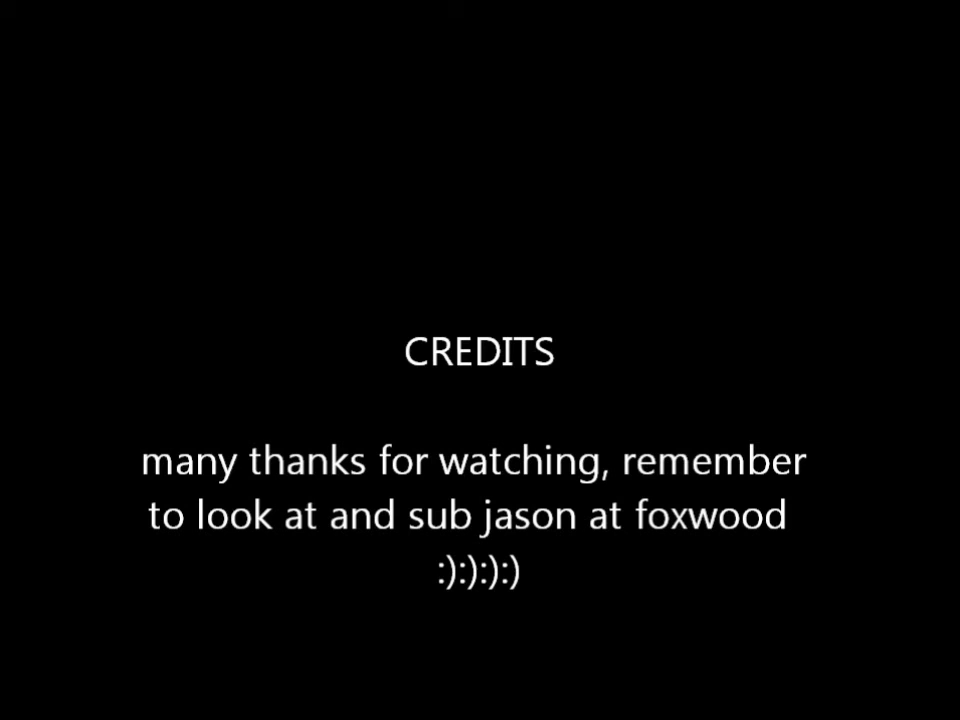 CREDITS
many thanks for watching, remember
to look at and sub jason at foxwood
:):):):)